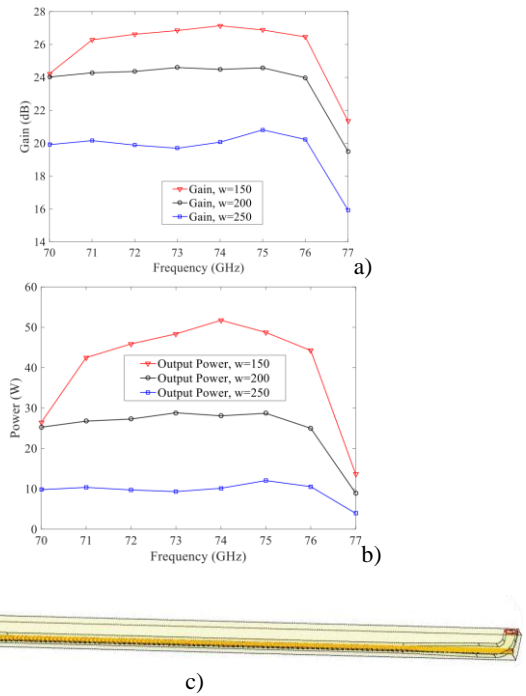 28
26
24
22
20
18
16
14
Gain (dB)
Gain, w=150
Gain, w=200
Gain, w=250
70 71 72 73 74 75 76 77
Frequency (GHz)
a)
60
50
40
30
20
10
0
Power (W)
Output Power, w=150
Output Power, w=200
Output Power, w=250
70 71 72 73 74 75 76 77
Frequency (GHz)
b)
c)